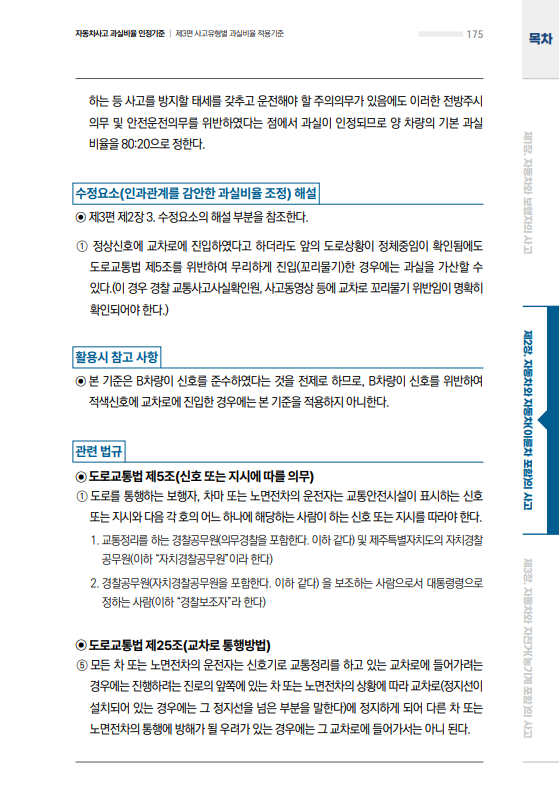 자동차사고 과실비율 인정기준 | 제3편 사고유형별 과실비율 적용기준
175
목차
하는 등 사고를 방지할 태세를 갖추고 운전해야 할 주의의무가 있음에도 이러한 전방주시
의무 및 안전운전의무를 위반하였다는 점에서 과실이 인정되므로 양 차량의 기본 과실
비율을 80:20으로 정한다.
수정요소(인과관계를 감안한 과실비율 조정) 해설
◉ 제3편 제2장 3. 수정요소의 해설 부분을 참조한다.
① 정상신호에 교차로에 진입하였다고 하더라도 앞의 도로상황이 정체중임이 확인됨에도
도로교통법 제5조를 위반하여 무리하게 진입(꼬리물기)한 경우에는 과실을 가산할 수
있다.(이 경우 경찰 교통사고사실확인원, 사고동영상 등에 교차로 꼬리물기 위반임이 명확히
확인되어야 한다.)
활용시 참고 사항
◉ 본 기준은 B차량이 신호를 준수하였다는 것을 전제로 하므로, B차량이 신호를 위반하여
적색신호에 교차로에 진입한 경우에는 본 기준을 적용하지 아니한다.
관련 법규
◉ 도로교통법 제5조(신호 또는 지시에 따를 의무)
① 도로를 통행하는 보행자, 차마 또는 노면전차의 운전자는 교통안전시설이 표시하는 신호
또는 지시와 다음 각 호의 어느 하나에 해당하는 사람이 하는 신호 또는 지시를 따라야 한다.
1. 교통정리를 하는 경찰공무원(의무경찰을 포함한다. 이하 같다) 및 제주특별자치도의 자치경찰
공무원(이하 “자치경찰공무원”이라 한다)
2. 경찰공무원(자치경찰공무원을 포함한다. 이하 같다) 을 보조하는 사람으로서 대통령령으로
정하는 사람(이하 “경찰보조자”라 한다)
◉ 도로교통법 제25조(교차로 통행방법)
⑤ 모든 차 또는 노면전차의 운전자는 신호기로 교통정리를 하고 있는 교차로에 들어가려는
경우에는 진행하려는 진로의 앞쪽에 있는 차 또는 노면전차의 상황에 따라 교차로(정지선이
설치되어 있는 경우에는 그 정지선을 넘은 부분을 말한다)에 정지하게 되어 다른 차 또는
노면전차의 통행에 방해가 될 우려가 있는 경우에는 그 교차로에 들어가서는 아니 된다.
제1장. 자동차와 보행자의 사고
제2장. 자동차와 자동차(이륜차 포함)의 사고
제3장. 자동차와 자전거(농기계 포함)의 사고